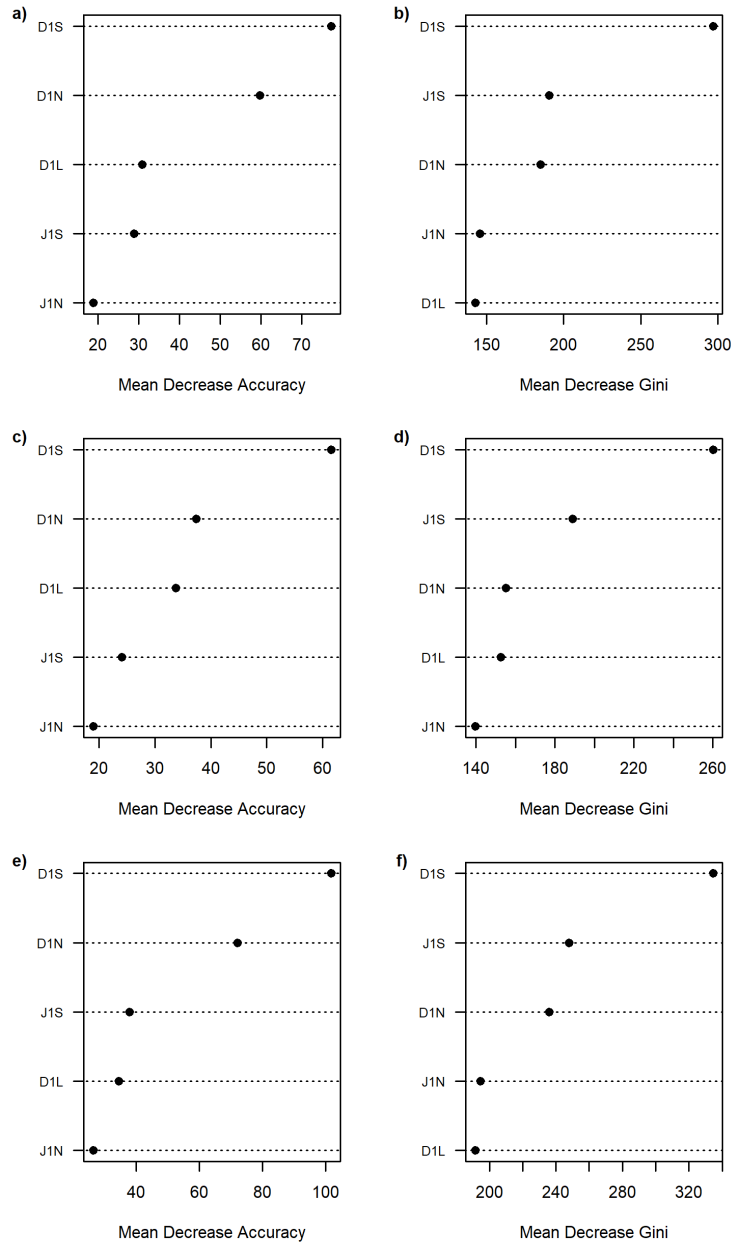 a)
D1S
D1N
D1L
J1S
J1N
20 30 40 50 60 70
Mean Decrease Accuracy
b)
D1S
J1S
D1N
J1N
D1L
150 200 250 300
Mean Decrease Gini
c)
D1S
D1N
D1L
J1S
J1N
20 30 40 50 60
Mean Decrease Accuracy
d)
D1S
J1S
D1N
D1L
J1N
140 180 220 260
Mean Decrease Gini
e)
D1S
D1N
J1S
D1L
J1N
40 60 80 100
Mean Decrease Accuracy
f)
D1S
J1S
D1N
J1N
D1L
200 240 280 320
Mean Decrease Gini